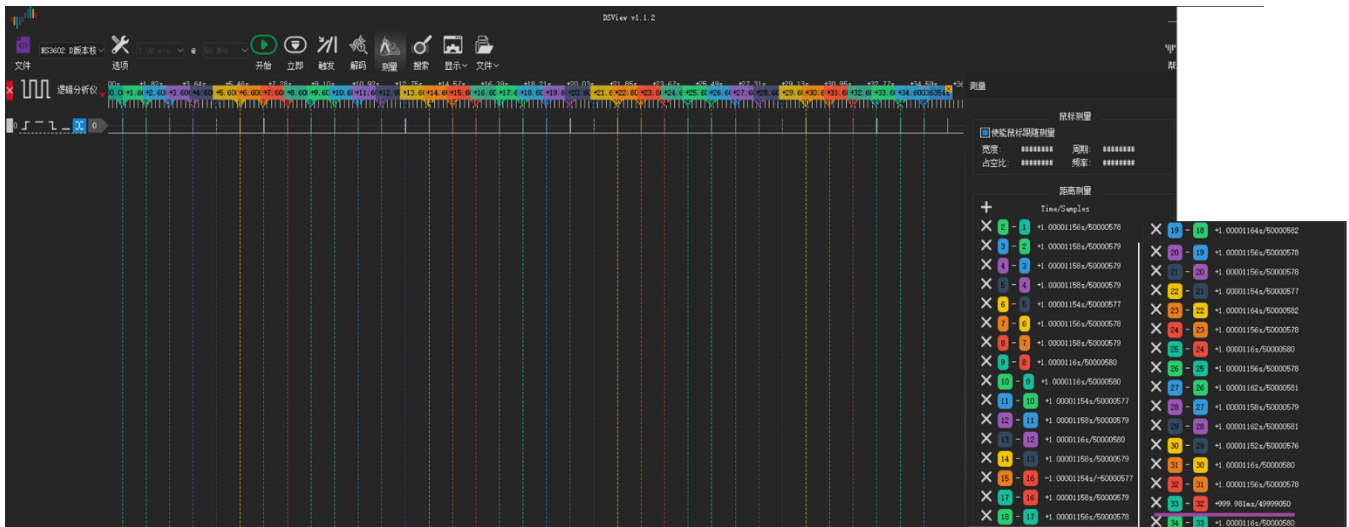 DSView v1.1.2
NS3602 D版本核
文件
选项
开始
立即
触发
解码
测量
搜索
显示
文件
逻辑分析仪
测量
0
鼠标测量
使能鼠标跟随测量
宽度: ######## 周期: ########
占空比: ######## 频率: ########
距离测量
Time/Samples
2 - 1 +1.00001156s/50000578
3 - 2 +1.00001158s/50000579
4 - 3 +1.00001158s/50000579
5 - 4 +1.00001158s/50000579
6 - 5 +1.00001154s/50000577
7 - 6 +1.00001156s/50000578
8 - 7 +1.00001158s/50000579
9 - 8 +1.0000116s/50000580
10 - 9 +1.0000116s/50000580
11 - 10 +1.00001154s/50000577
12 - 11 +1.00001158s/50000579
13 - 12 +1.0000116s/50000580
14 - 13 +1.00001158s/50000579
15 - 16 -1.00001154s/-50000577
17 - 16 +1.00001158s/50000579
18 - 17 +1.00001156s/50000578
19 - 18 +1.00001164s/50000582
20 - 19 +1.00001156s/50000578
21 - 20 +1.00001156s/50000578
22 - 21 +1.00001154s/50000577
23 - 22 +1.00001164s/50000582
24 - 23 +1.00001156s/50000578
25 - 24 +1.0000116s/50000580
26 - 25 +1.00001156s/50000578
27 - 26 +1.00001162s/50000581
28 - 27 +1.00001158s/50000579
29 - 28 +1.00001162s/50000581
30 - 29 +1.00001152s/50000576
31 - 30 +1.0000116s/50000580
32 - 31 +1.00001156s/50000578
33 - 32 +999.981ms/49999050
34 - 33 +1.0000116s/50000580